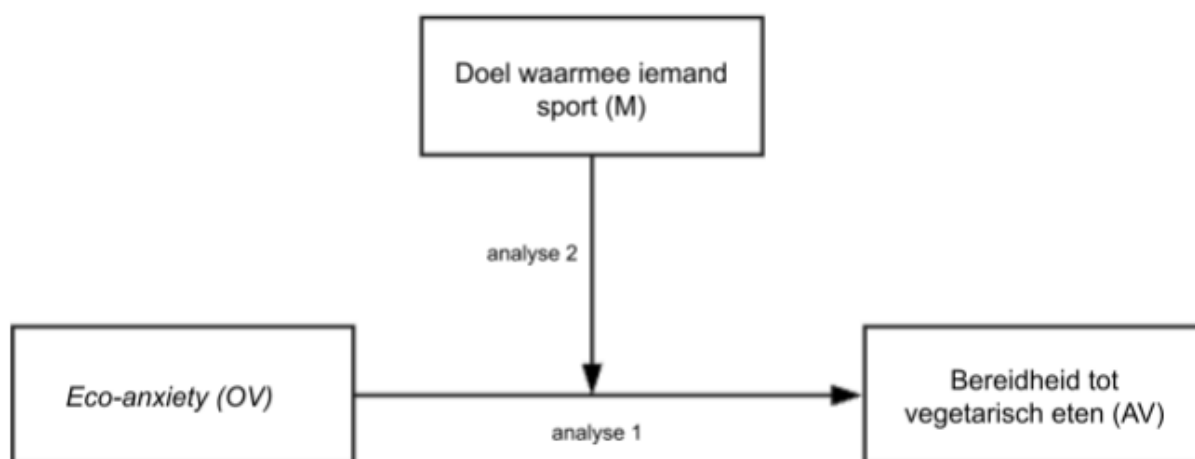 Doel waarmee iemand
sport (M)
analyse 2
Eco-anxiety (OV)
analyse 1
Bereidheid tot
vegetarisch eten (AV)